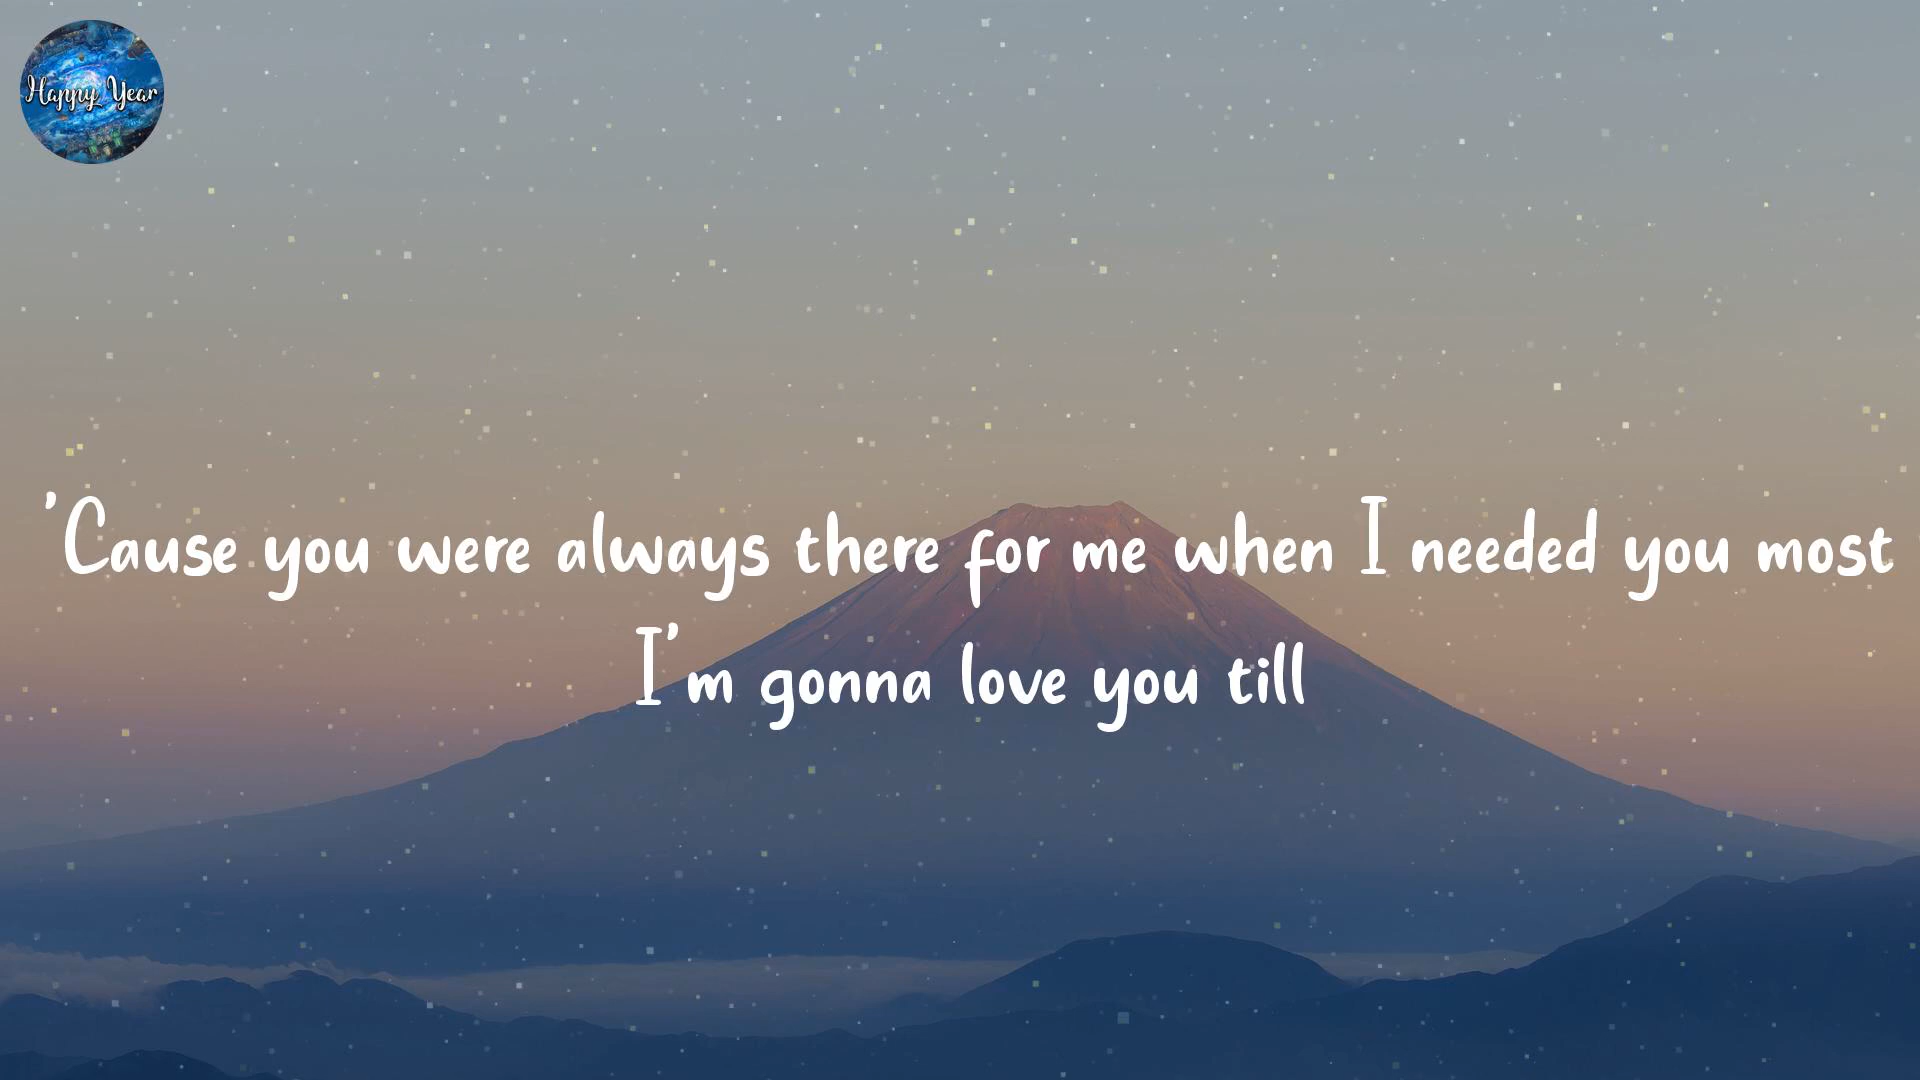 Happy Year
'Cause you were always there for me when I needed you most
I'm gonna love you till